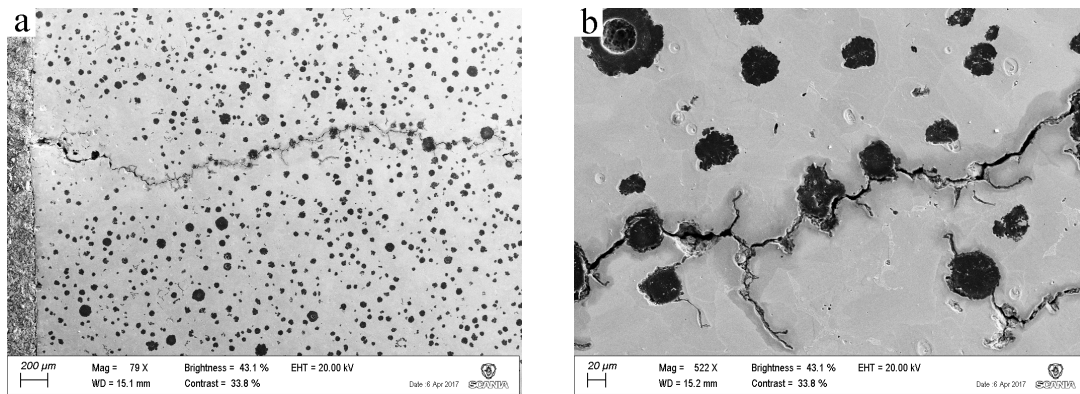 a
200 µm
Mag = 79 X
WD = 15.1 mm
Brightness = 43.1 %
Contrast = 33.8 %
EHT = 20.00 kV
Date :6 Apr 2017
SCANIA
b
20 µm
Mag = 522 X
WD = 15.2 mm
Brightness = 43.1 %
Contrast = 33.8 %
EHT = 20.00 kV
Date :6 Apr 2017
SCANIA